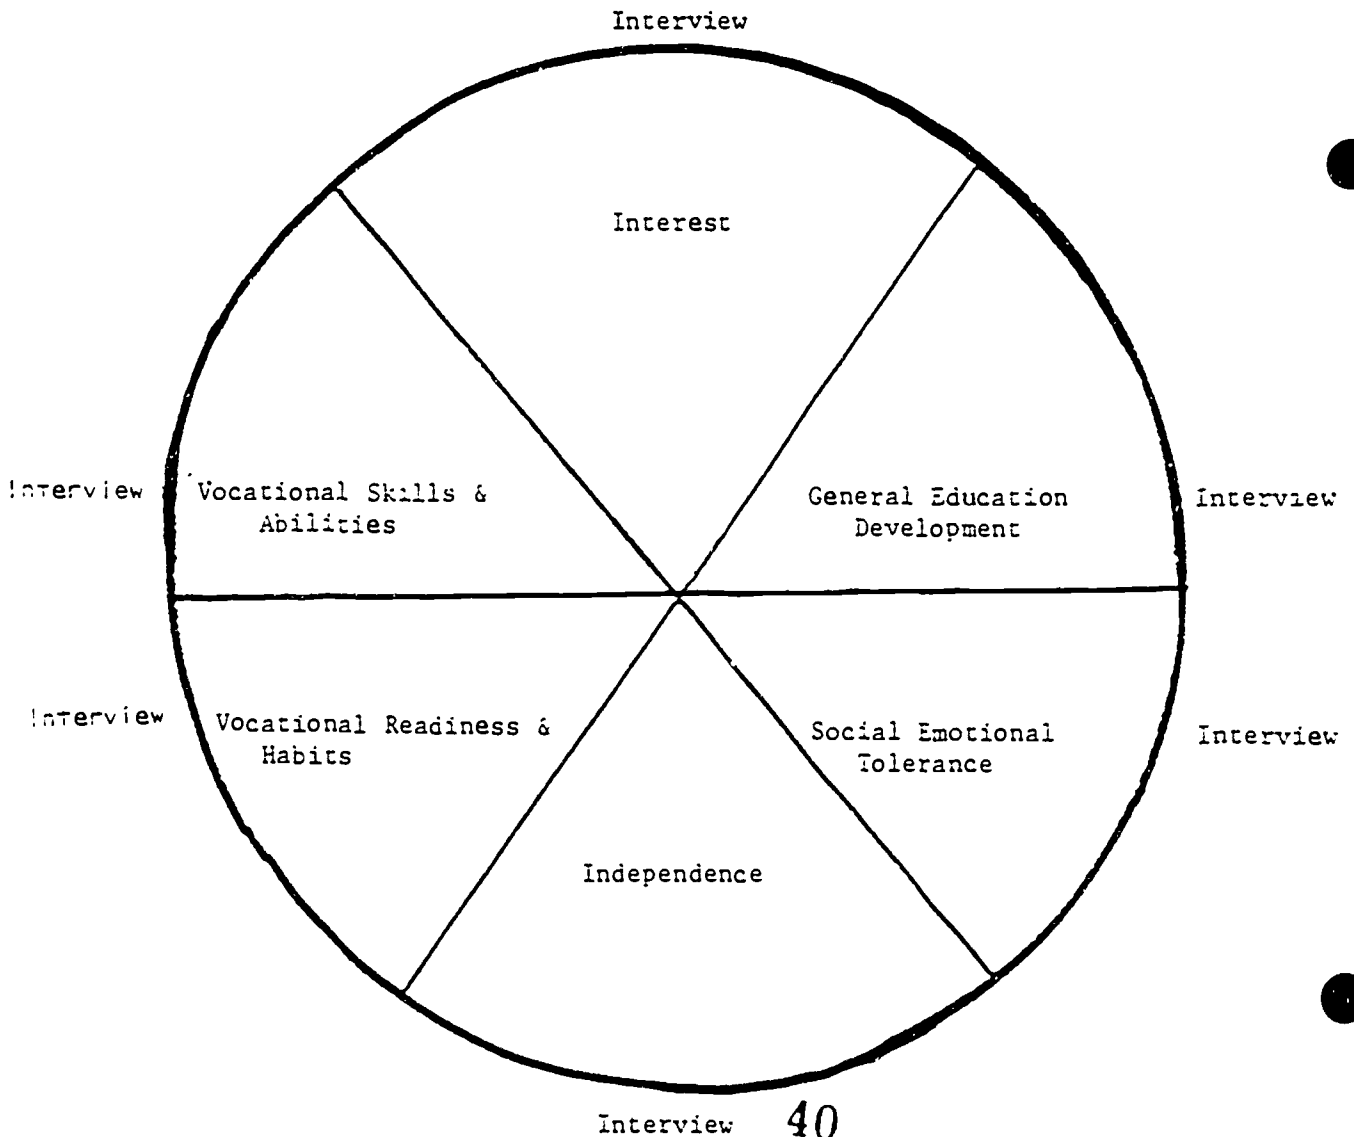 Interview
Interest
Interview
Vocational Skills &
Abilities
General Education
Development
Interview
Interview
Vocational Readiness &
Habits
Social Emotional
Tolerance
Interview
Independence
Interview 40